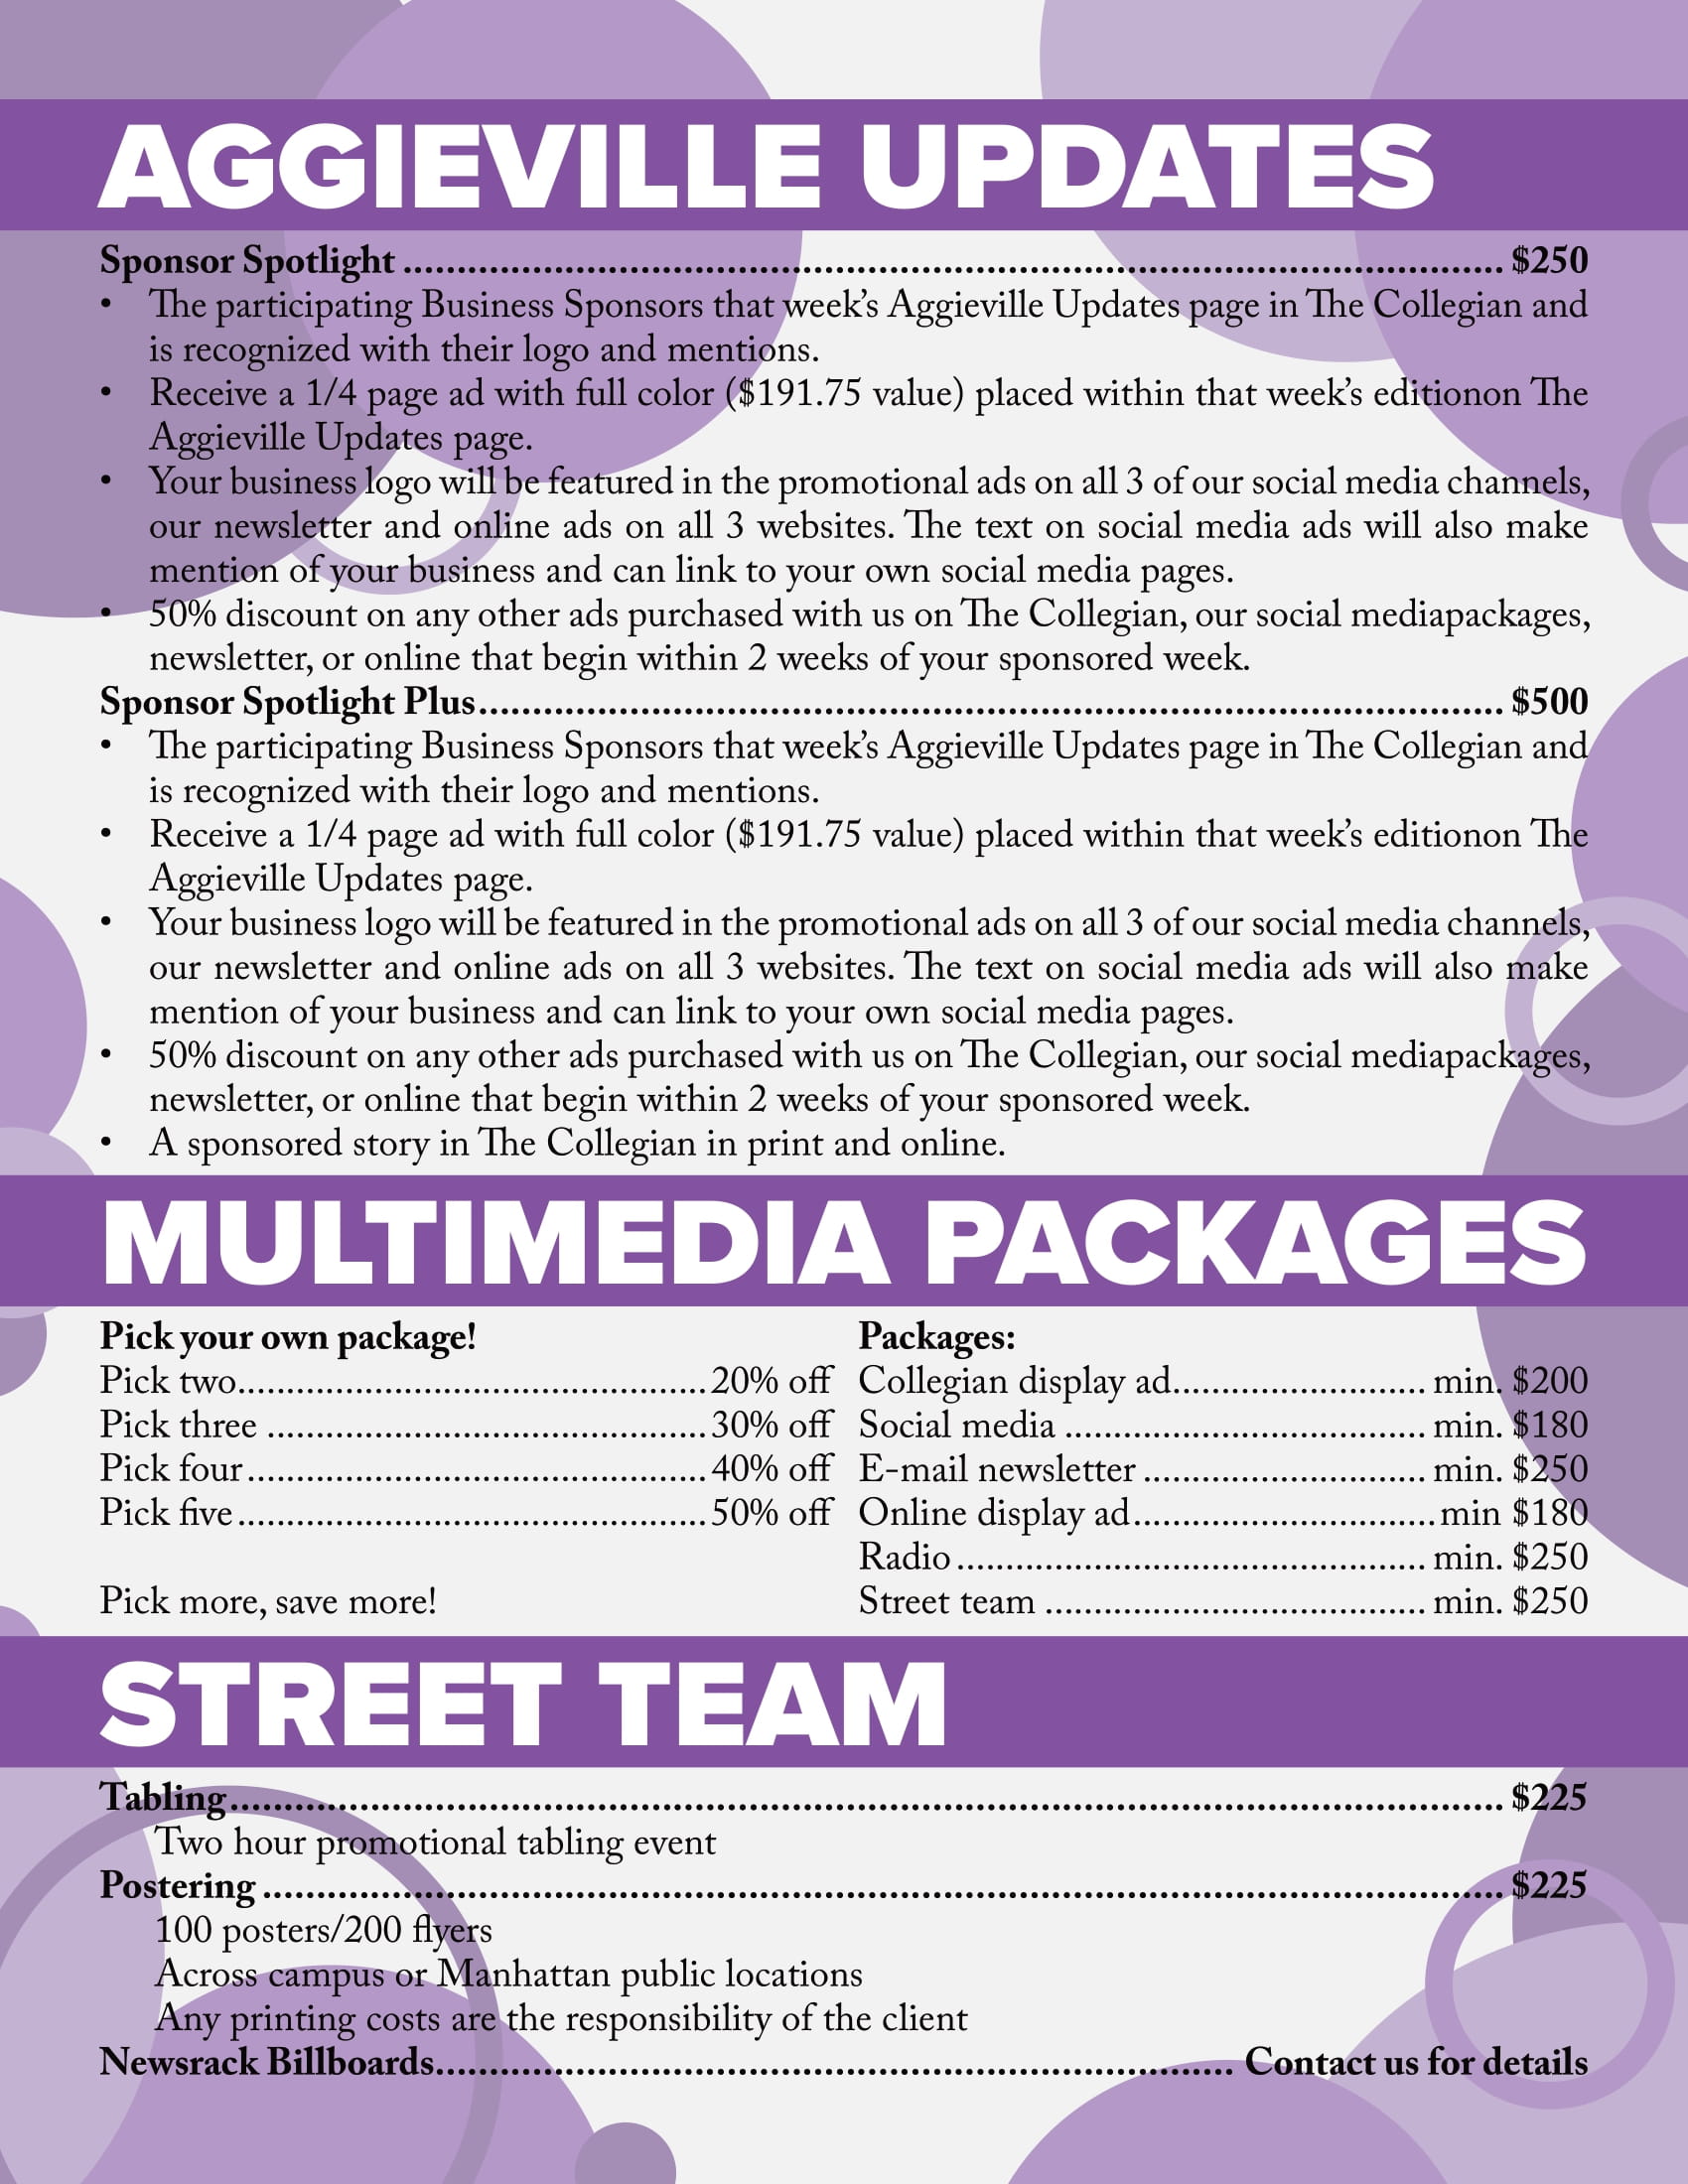 AGGIEVILLE UPDATES
Sponsor Spotlight ........................................................................................................ $250
• The participating Business Sponsors that week’s Aggieville Updates page in The Collegian and
is recognized with their logo and mentions.
• Receive a 1/4 page ad with full color ($191.75 value) placed within that week’s editionon The
Aggieville Updates page.
• Your business logo will be featured in the promotional ads on all 3 of our social media channels,
our newsletter and online ads on all 3 websites. The text on social media ads will also make
mention of your business and can link to your own social media pages.
• 50% discount on any other ads purchased with us on The Collegian, our social mediapackages,
newsletter, or online that begin within 2 weeks of your sponsored week.
Sponsor Spotlight Plus................................................................................................. $500
• The participating Business Sponsors that week’s Aggieville Updates page in The Collegian and
is recognized with their logo and mentions.
• Receive a 1/4 page ad with full color ($191.75 value) placed within that week’s editionon The
Aggieville Updates page.
• Your business logo will be featured in the promotional ads on all 3 of our social media channels,
our newsletter and online ads on all 3 websites. The text on social media ads will also make
mention of your business and can link to your own social media pages.
• 50% discount on any other ads purchased with us on The Collegian, our social mediapackages,
newsletter, or online that begin within 2 weeks of your sponsored week.
• A sponsored story in The Collegian in print and online.
MULTIMEDIA PACKAGES
Pick your own package!
Pick two................................................20% off
Pick three .............................................30% off
Pick four...............................................40% off
Pick five................................................50% off
Pick more, save more!
Packages:
Collegian display ad.......................... min. $200
Social media ..................................... min. $180
E-mail newsletter ............................. min. $250
Online display ad...............................min $180
Radio ................................................ min. $250
Street team ....................................... min. $250
STREET TEAM
Tabling........................................................................................................................ $225
Two hour promotional tabling event
Postering ..................................................................................................................... $225
100 posters/200 flyers
Across campus or Manhattan public locations
Any printing costs are the responsibility of the client
Newsrack Billboards........................................................................... Contact us for details